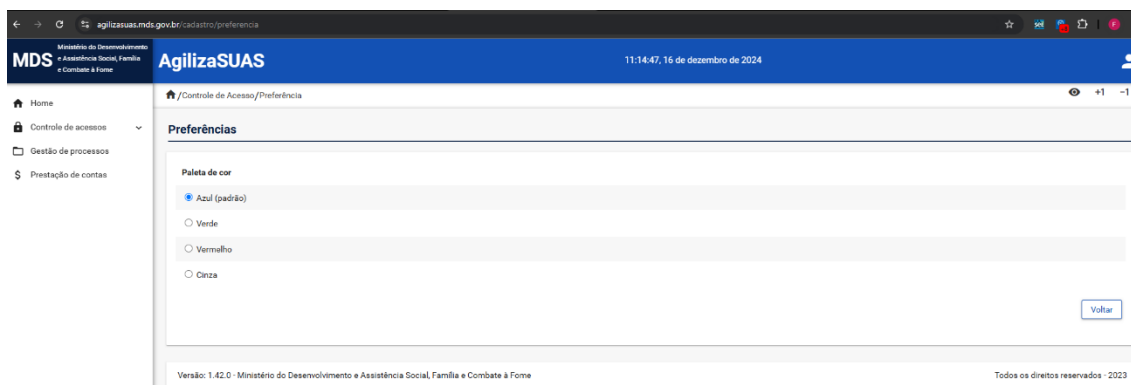 agilizasuas.mds.gov.br/cadastro/preferencia
MDS
Ministério do Desenvolvimento
e Assistência Social, Família
e Combate à Fome
AgilizaSUAS
11:14:47, 16 de dezembro de 2024
/Controle de Acesso/Preferência
+1 -1
Home
Controle de acessos
Gestão de processos
$ Prestação de contas
Preferências
Paleta de cor
Azul (padrão)
Verde
Vermelho
Cinza
Voltar
Versão: 1.42.0 - Ministério do Desenvolvimento e Assistência Social, Família e Combate à Fome
Todos os direitos reservados - 2023